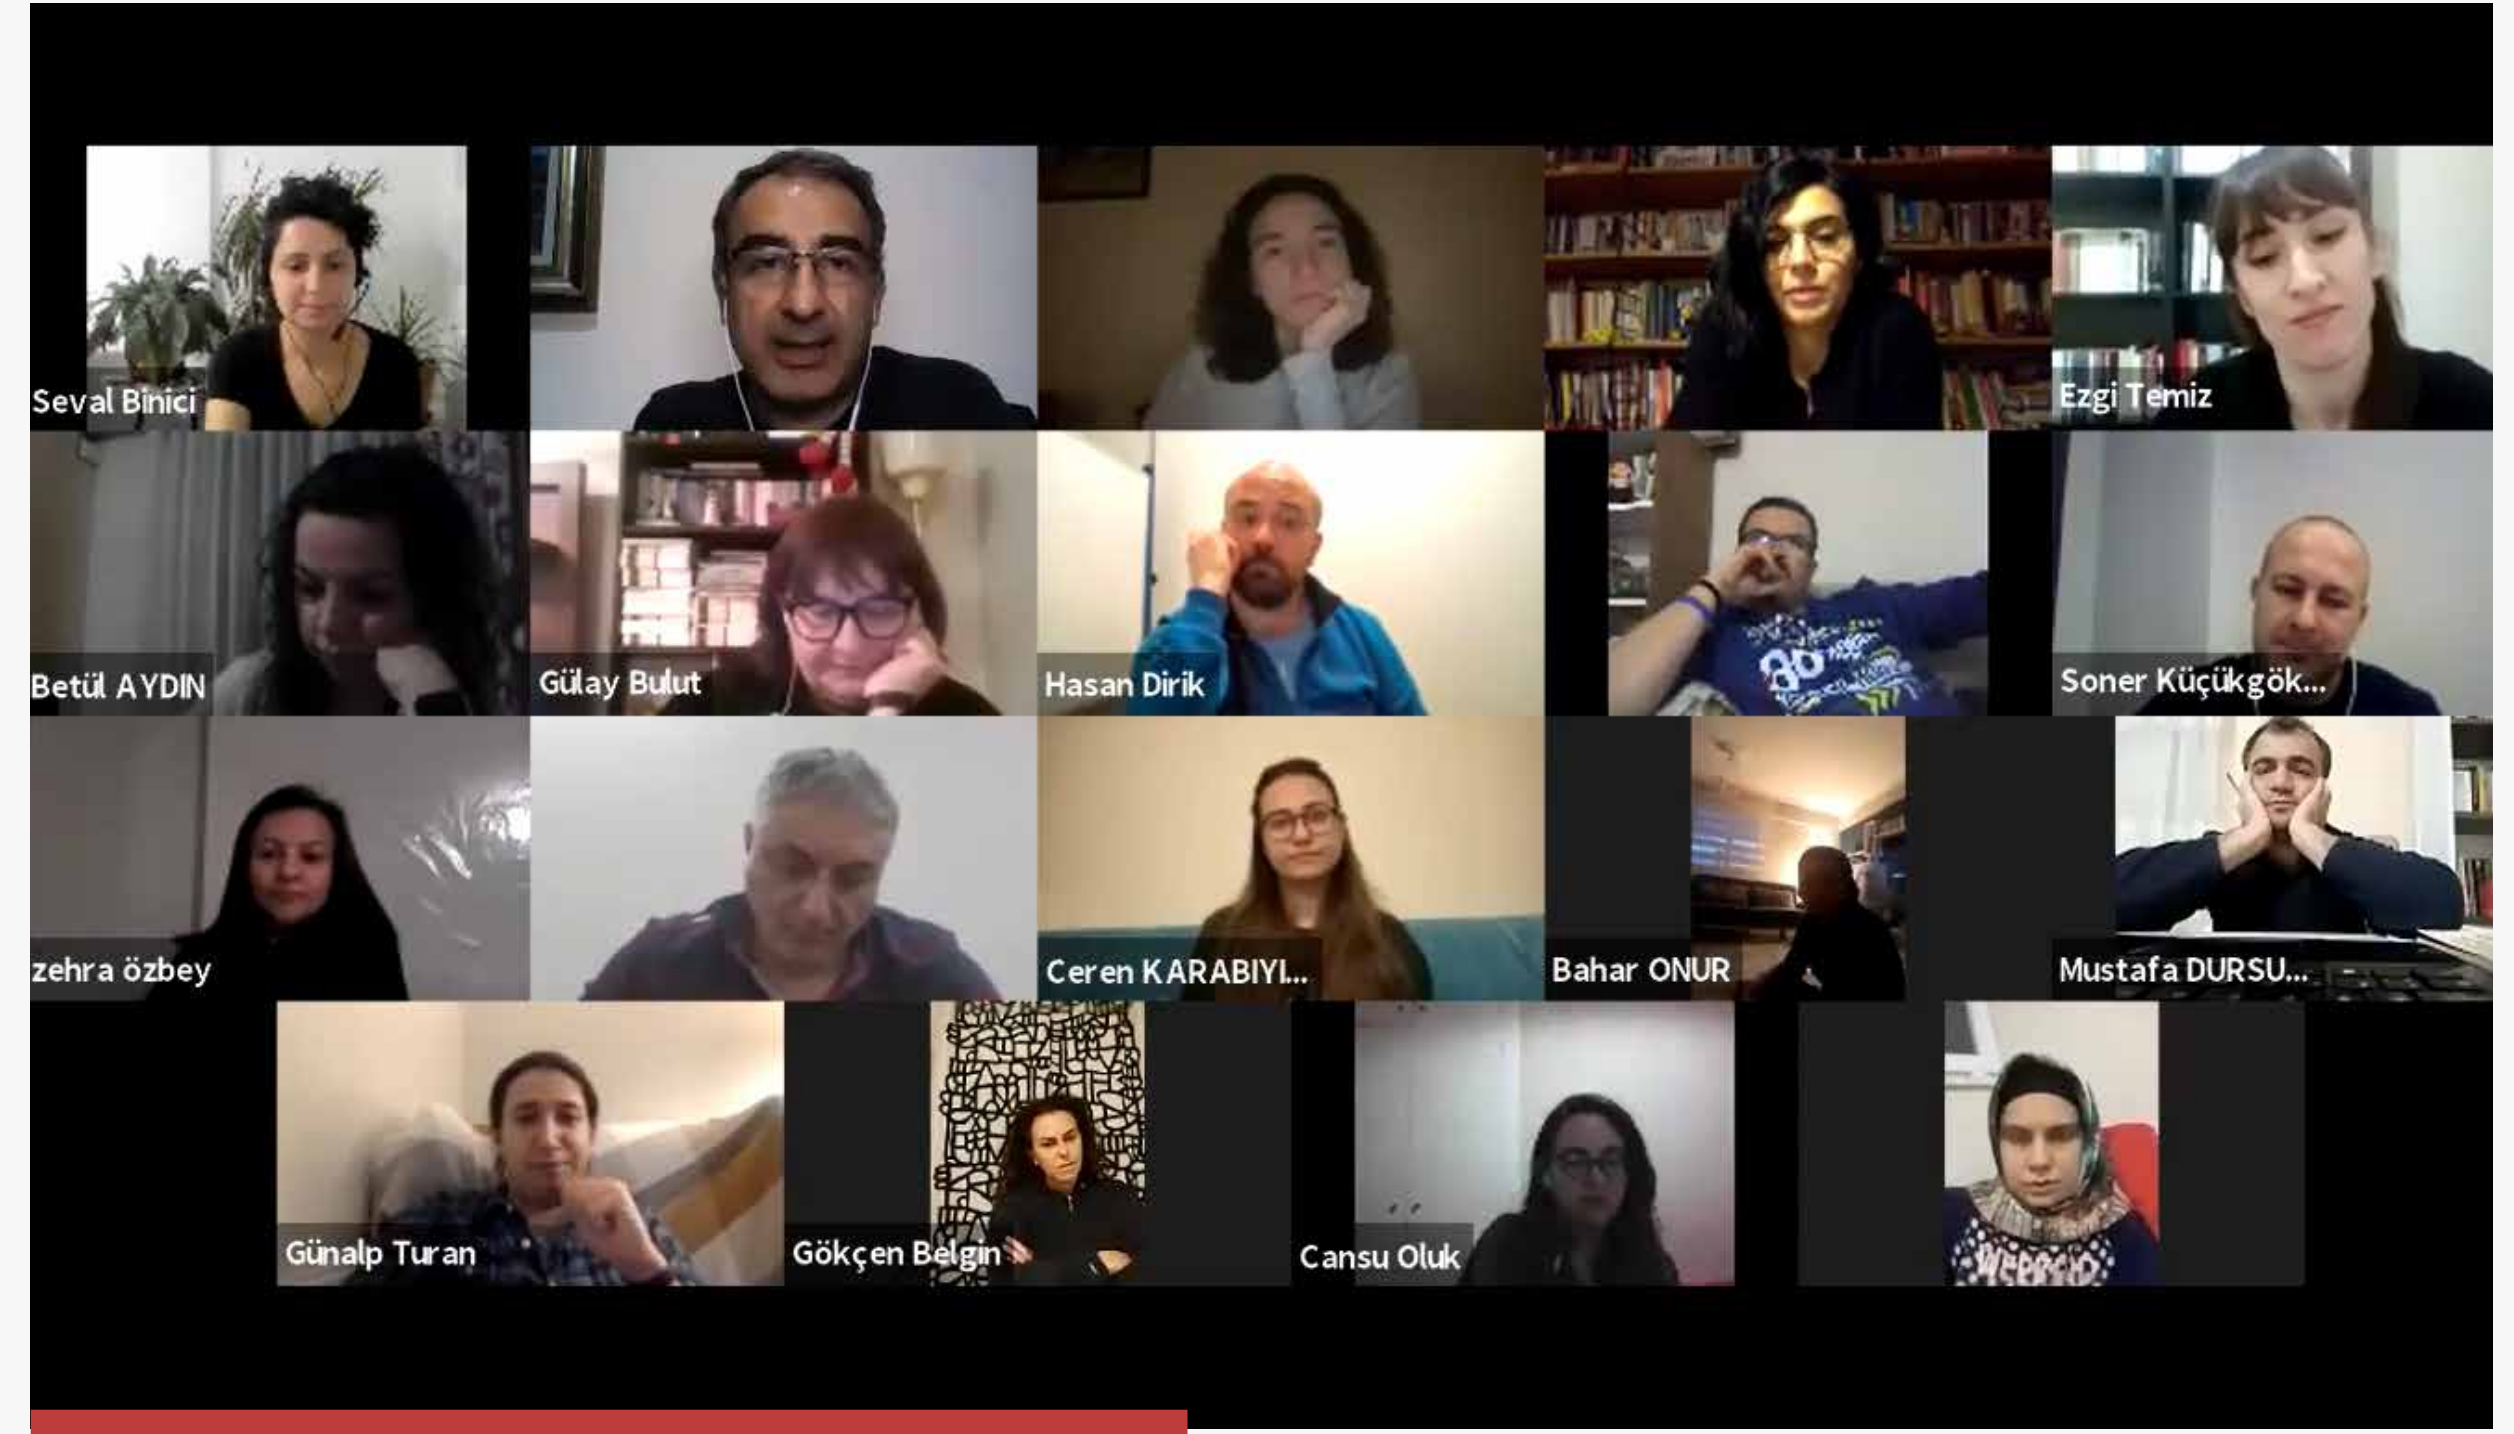 Seval Binici
Ezgi Temiz
Betül AYDIN
Gülay Bulut
Hasan Dirik
80
Soner Küçükgök...
zehra özbey
Ceren KARABIYI...
Bahar ONUR
Mustafa DURSU...
Günalp Turan
Gökçen Belgin
Cansu Oluk